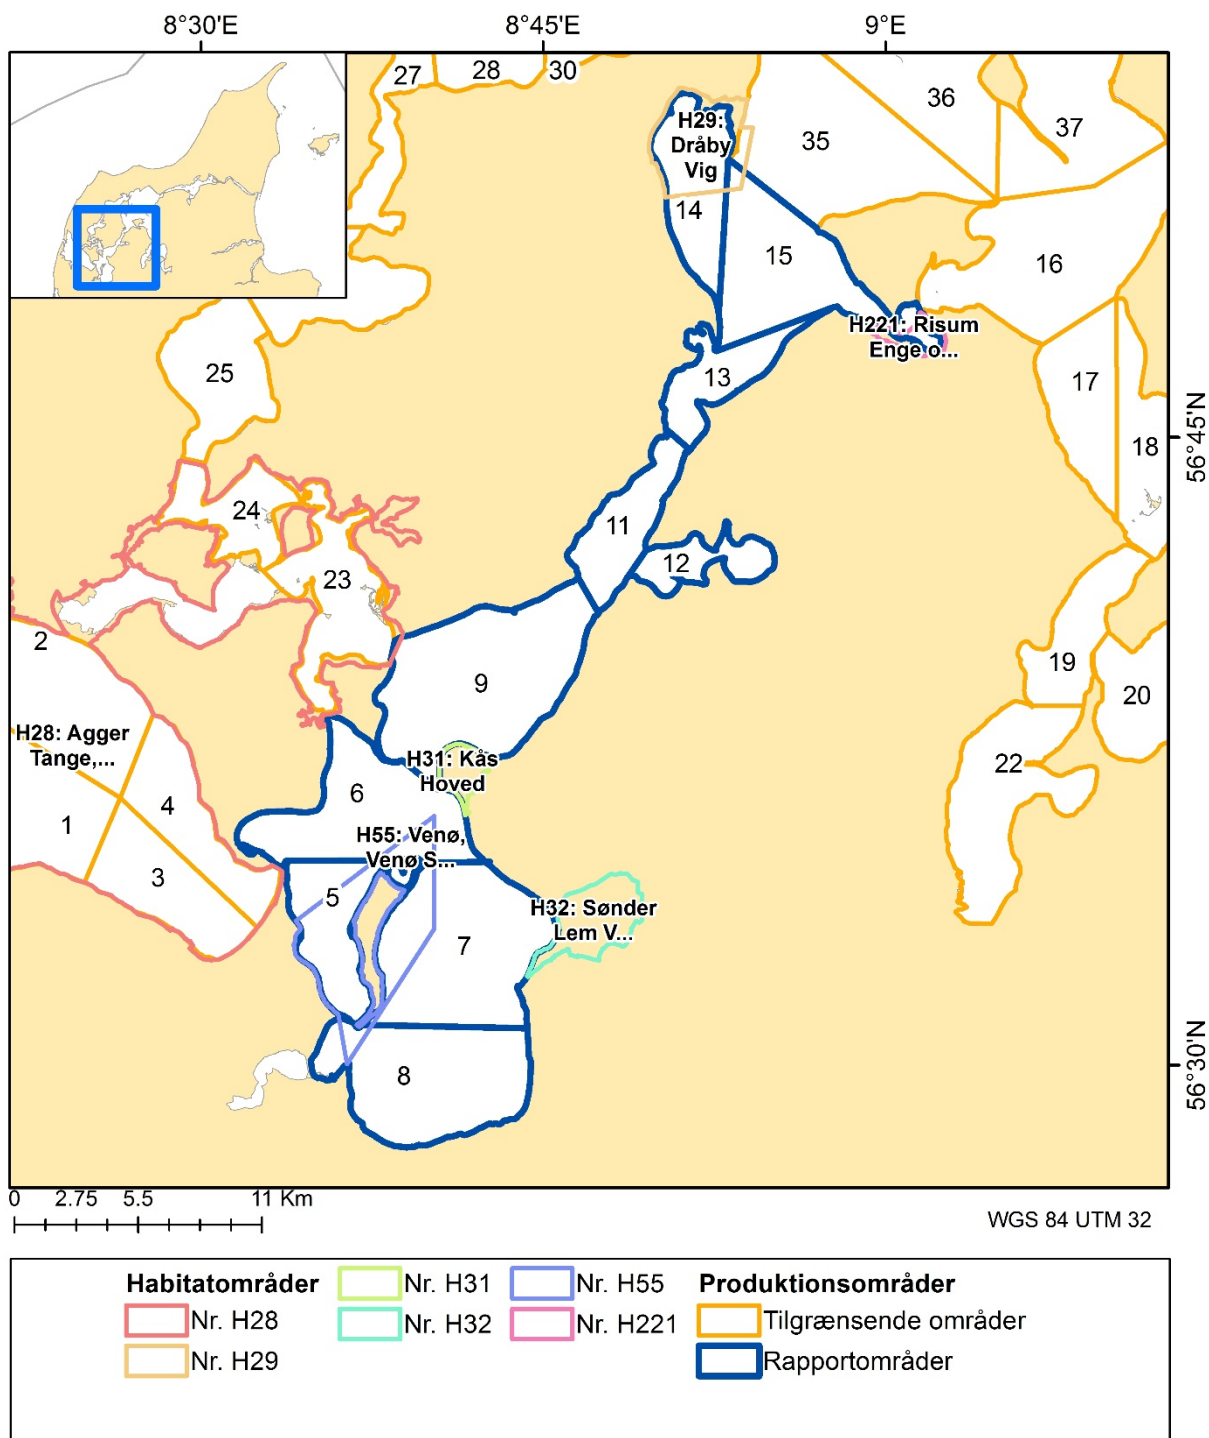 8°30'E 8°45'E 9°E
27 28 30
36
37
35
H29:
Dråby
Vig
14
15
16
H221: Risum
Enge o...
25
13
17
56°45'N
18
24
11
12
23
2
19
20
9
H28: Agger
Tange,...
H31: Kås
Hoved
22
6
4
1
H55: Venø,
Venø S...
3
5
H32: Sønder
Lem V...
7
8
56°30'N
0 2.75 5.5 11 Km
WGS 84 UTM 32
Habitatområder
Nr. H28
Nr. H29
Nr. H31
Nr. H32
Nr. H55
Nr. H221
Produktionsområder
Tilgrænsende områder
Rapportområder